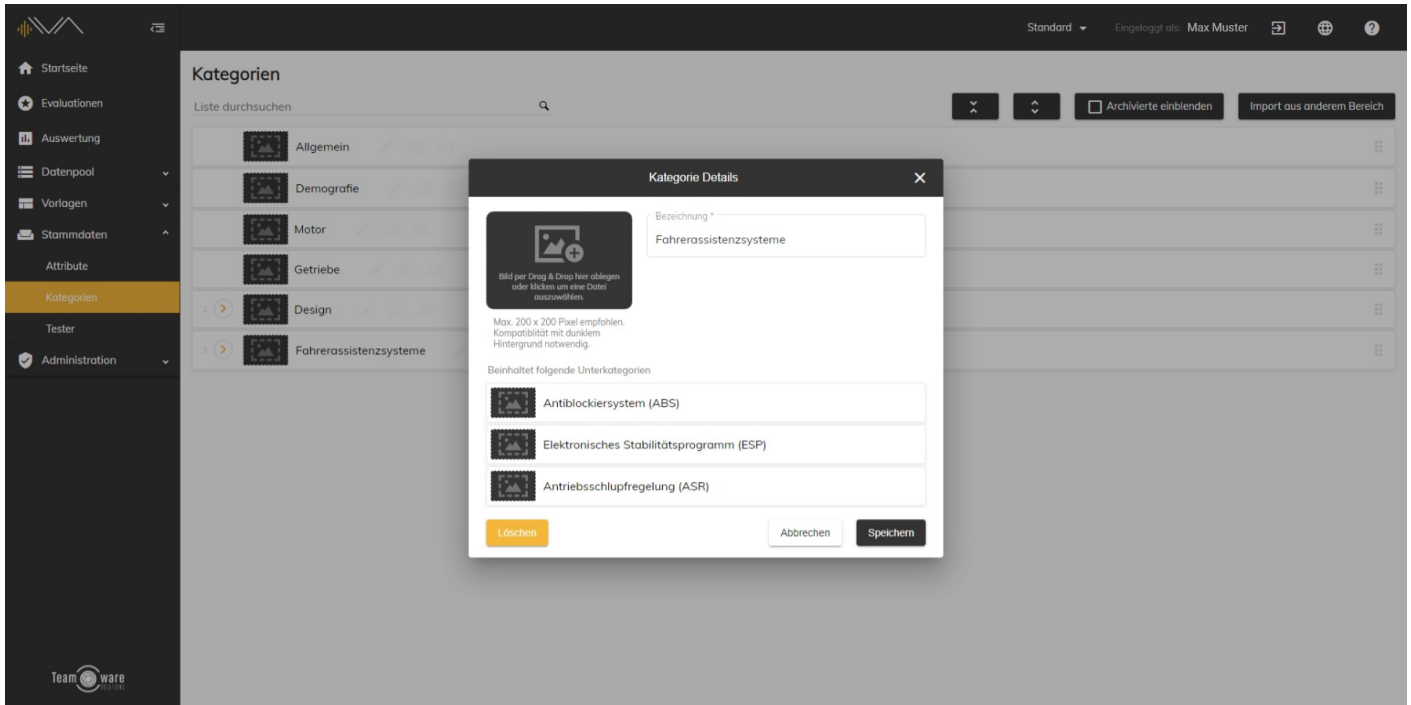 Standard
Eingeloggt als: Max Muster
Startseite
Evaluationen
Auswertung
Datenpool
Vorlagen
Stammdaten
Attribute
Kategorien
Tester
Administration
Team ware
SOLUTIONS
Kategorien
Liste durchsuchen
Archivierte einblenden
Import aus anderem Bereich
Allgemein
Demografie
Motor
Getriebe
2 Design
3 Fahrerassistenzsysteme
Kategorie Details
Bild per Drag & Drop hier ablegen
oder klicken um eine Datei
auszuwählen.
Max. 200 x 200 Pixel empfohlen.
Kompatiblität mit dunklem
Hintergrund notwendig.
Bezeichnung *
Fahrerassistenzsysteme
Beinhaltet folgende Unterkategorien
Antiblockiersystem (ABS)
Elektronisches Stabilitätsprogramm (ESP)
Antriebsschlupfregelung (ASR)
Löschen
Abbrechen
Speichern